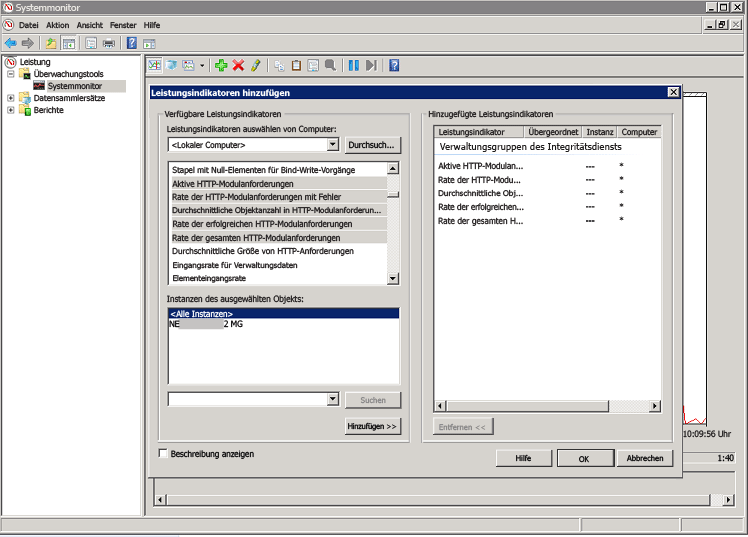 Systemmonitor
Datei Aktion Ansicht Fenster Hilfe
Leistung
Überwachungstools
Systemmonitor
Datensammlersätze
Berichte
Leistungsindikatoren hinzufügen
Verfügbare Leistungsindikatoren
Leistungsindikatoren auswählen von Computer:
<Lokaler Computer>
Durchsuch...
Stapel mit Null-Elementen für Bind-Write-Vorgänge
Aktive HTTP-Modulanforderungen
Rate der HTTP-Modulanforderungen mit Fehler
Durchschnittliche Objektanzahl in HTTP-Modulanforderun...
Rate der erfolgreichen HTTP-Modulanforderungen
Rate der gesamten HTTP-Modulanforderungen
Durchschnittliche Größe von HTTP-Anforderungen
Eingangsrate für Verwaltungsdaten
Elementeingangsrate
Instanzen des ausgewählten Objekts:
<Alle Instanzen>
NE 2 MG
Suchen
Hinzufügen >>
Beschreibung anzeigen
Hinzugefügte Leistungsindikatoren
Leistungsindikator Übergeordnet Instanz Computer
Verwaltungsgruppen des Integritätsdiensts
Aktive HTTP-Modulan... --- *
Rate der HTTP-Modu... --- *
Durchschnittliche Obj... --- *
Rate der erfolgreichen... --- *
Rate der gesamten H... --- *
Entfernen <<
Hilfe
OK
Abbrechen
10:09:56 Uhr
1:40